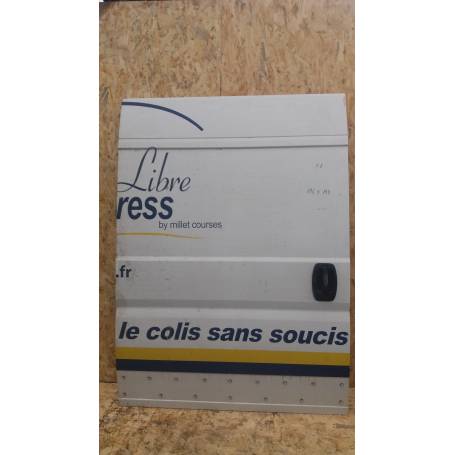 Libre
ress
by millet courses
.fr
le colis sans soucis